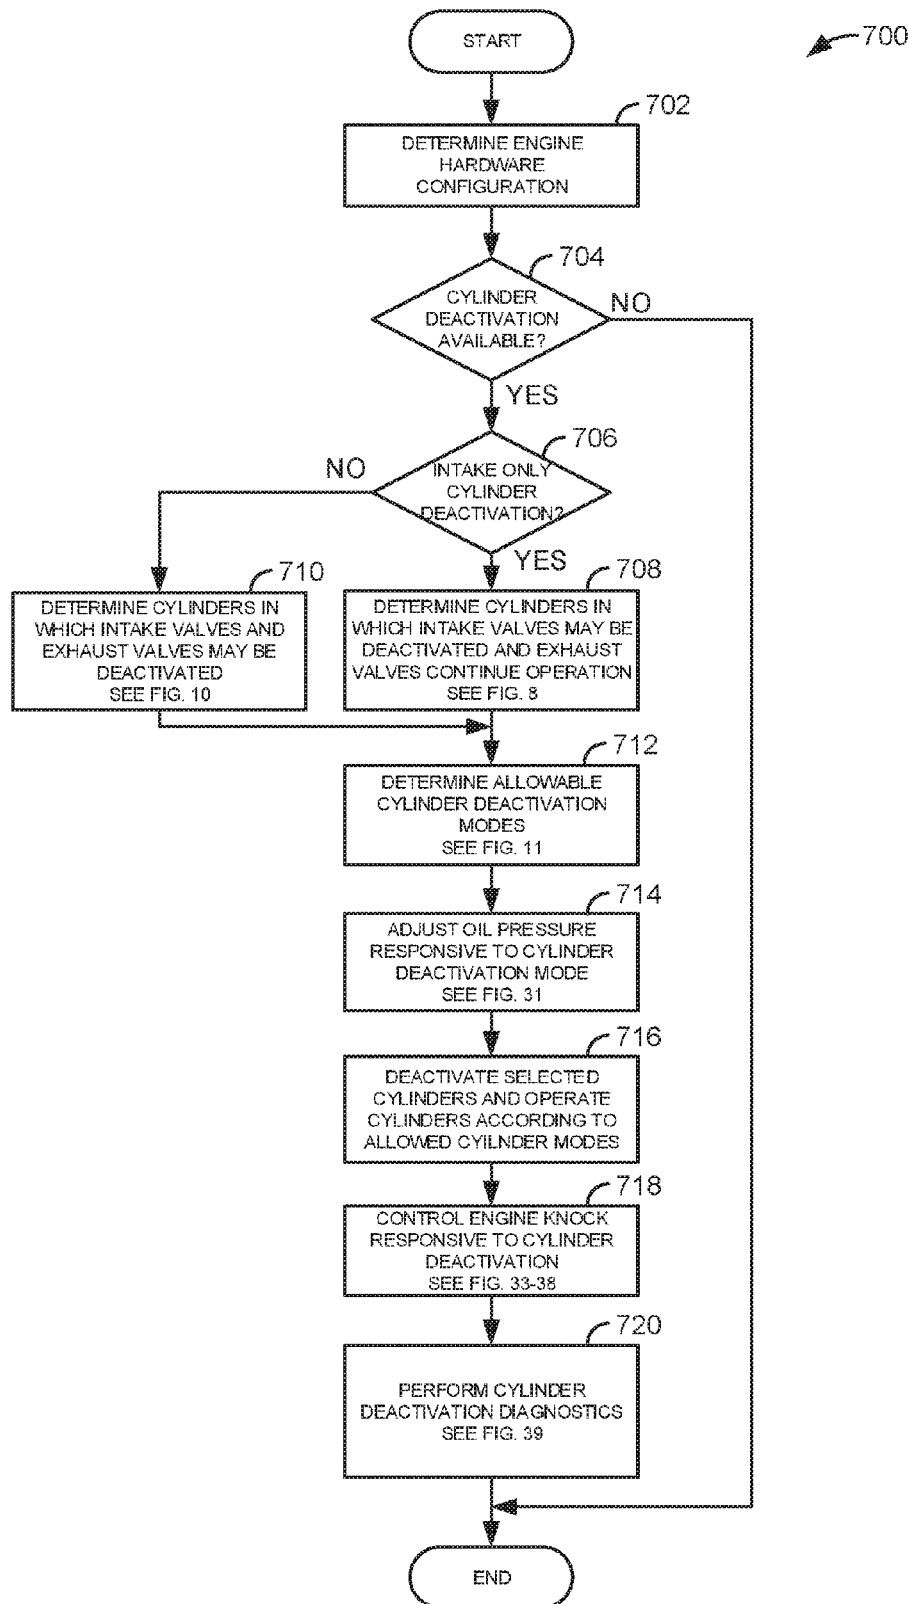 START
700
702
DETERMINE ENGINE
HARDWARE
CONFIGURATION
704
CYLINDER
DEACTIVATION
AVAILABLE?
NO
YES
706
INTAKE ONLY
CYLINDER
DEACTIVATION?
NO
YES
710
DETERMINE CYLINDERS IN
WHICH INTAKE VALVES AND
EXHAUST VALVES MAY BE
DEACTIVATED
SEE FIG. 10
708
DETERMINE CYLINDERS IN
WHICH INTAKE VALVES MAY BE
DEACTIVATED AND EXHAUST
VALVES CONTINUE OPERATION
SEE FIG. 8
712
DETERMINE ALLOWABLE
CYLINDER DEACTIVATION
MODES
SEE FIG. 11
714
ADJUST OIL PRESSURE
RESPONSIVE TO CYLINDER
DEACTIVATION MODE
SEE FIG. 31
716
DEACTIVATE SELECTED
CYLINDERS AND OPERATE
CYLINDERS ACCORDING TO
ALLOWED CYILNDER MODES
718
CONTROL ENGINE KNOCK
RESPONSIVE TO CYLINDER
DEACTIVATION
SEE FIG. 33-38
720
PERFORM CYLINDER
DEACTIVATION DIAGNOSTICS
SEE FIG. 39
END